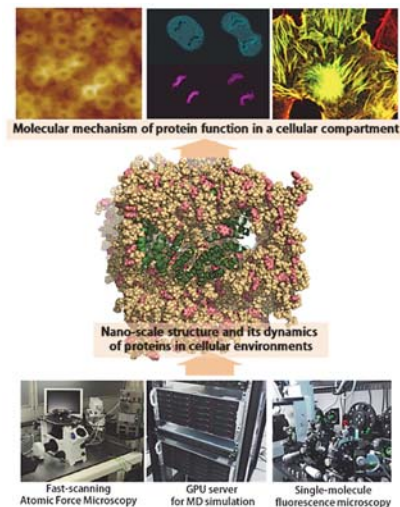 Molecular mechanism of protein function in a cellular compartment
Nano-scale structure and its dynamics
of proteins in cellular environments
Fast-scanning
Atomic Force Microscopy
GPU server
for MD simulation
Single-molecule
fluorescence microscopy